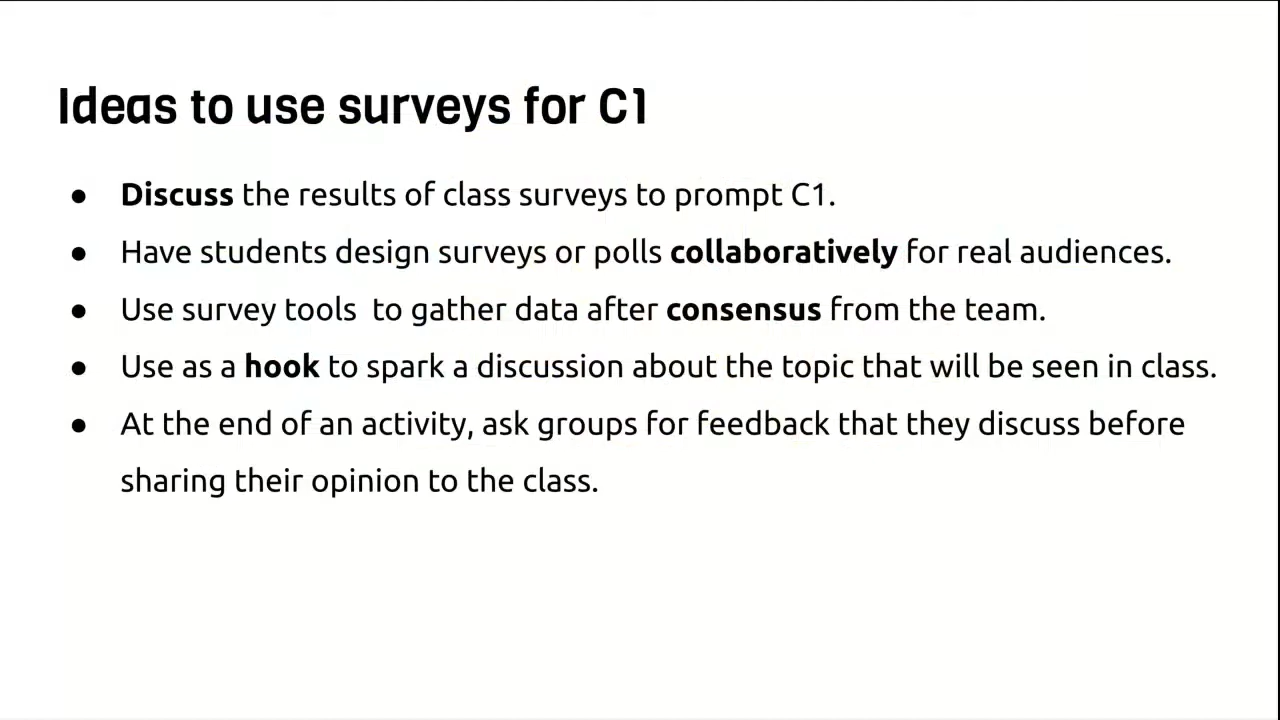 Ideas to use surveys for C1
● Discuss the results of class surveys to prompt C1.
● Have students design surveys or polls collaboratively for real audiences.
● Use survey tools  to gather data after consensus from the team.
● Use as a hook to spark a discussion about the topic that will be seen in class.
● At the end of an activity, ask groups for feedback that they discuss before
sharing their opinion to the class.